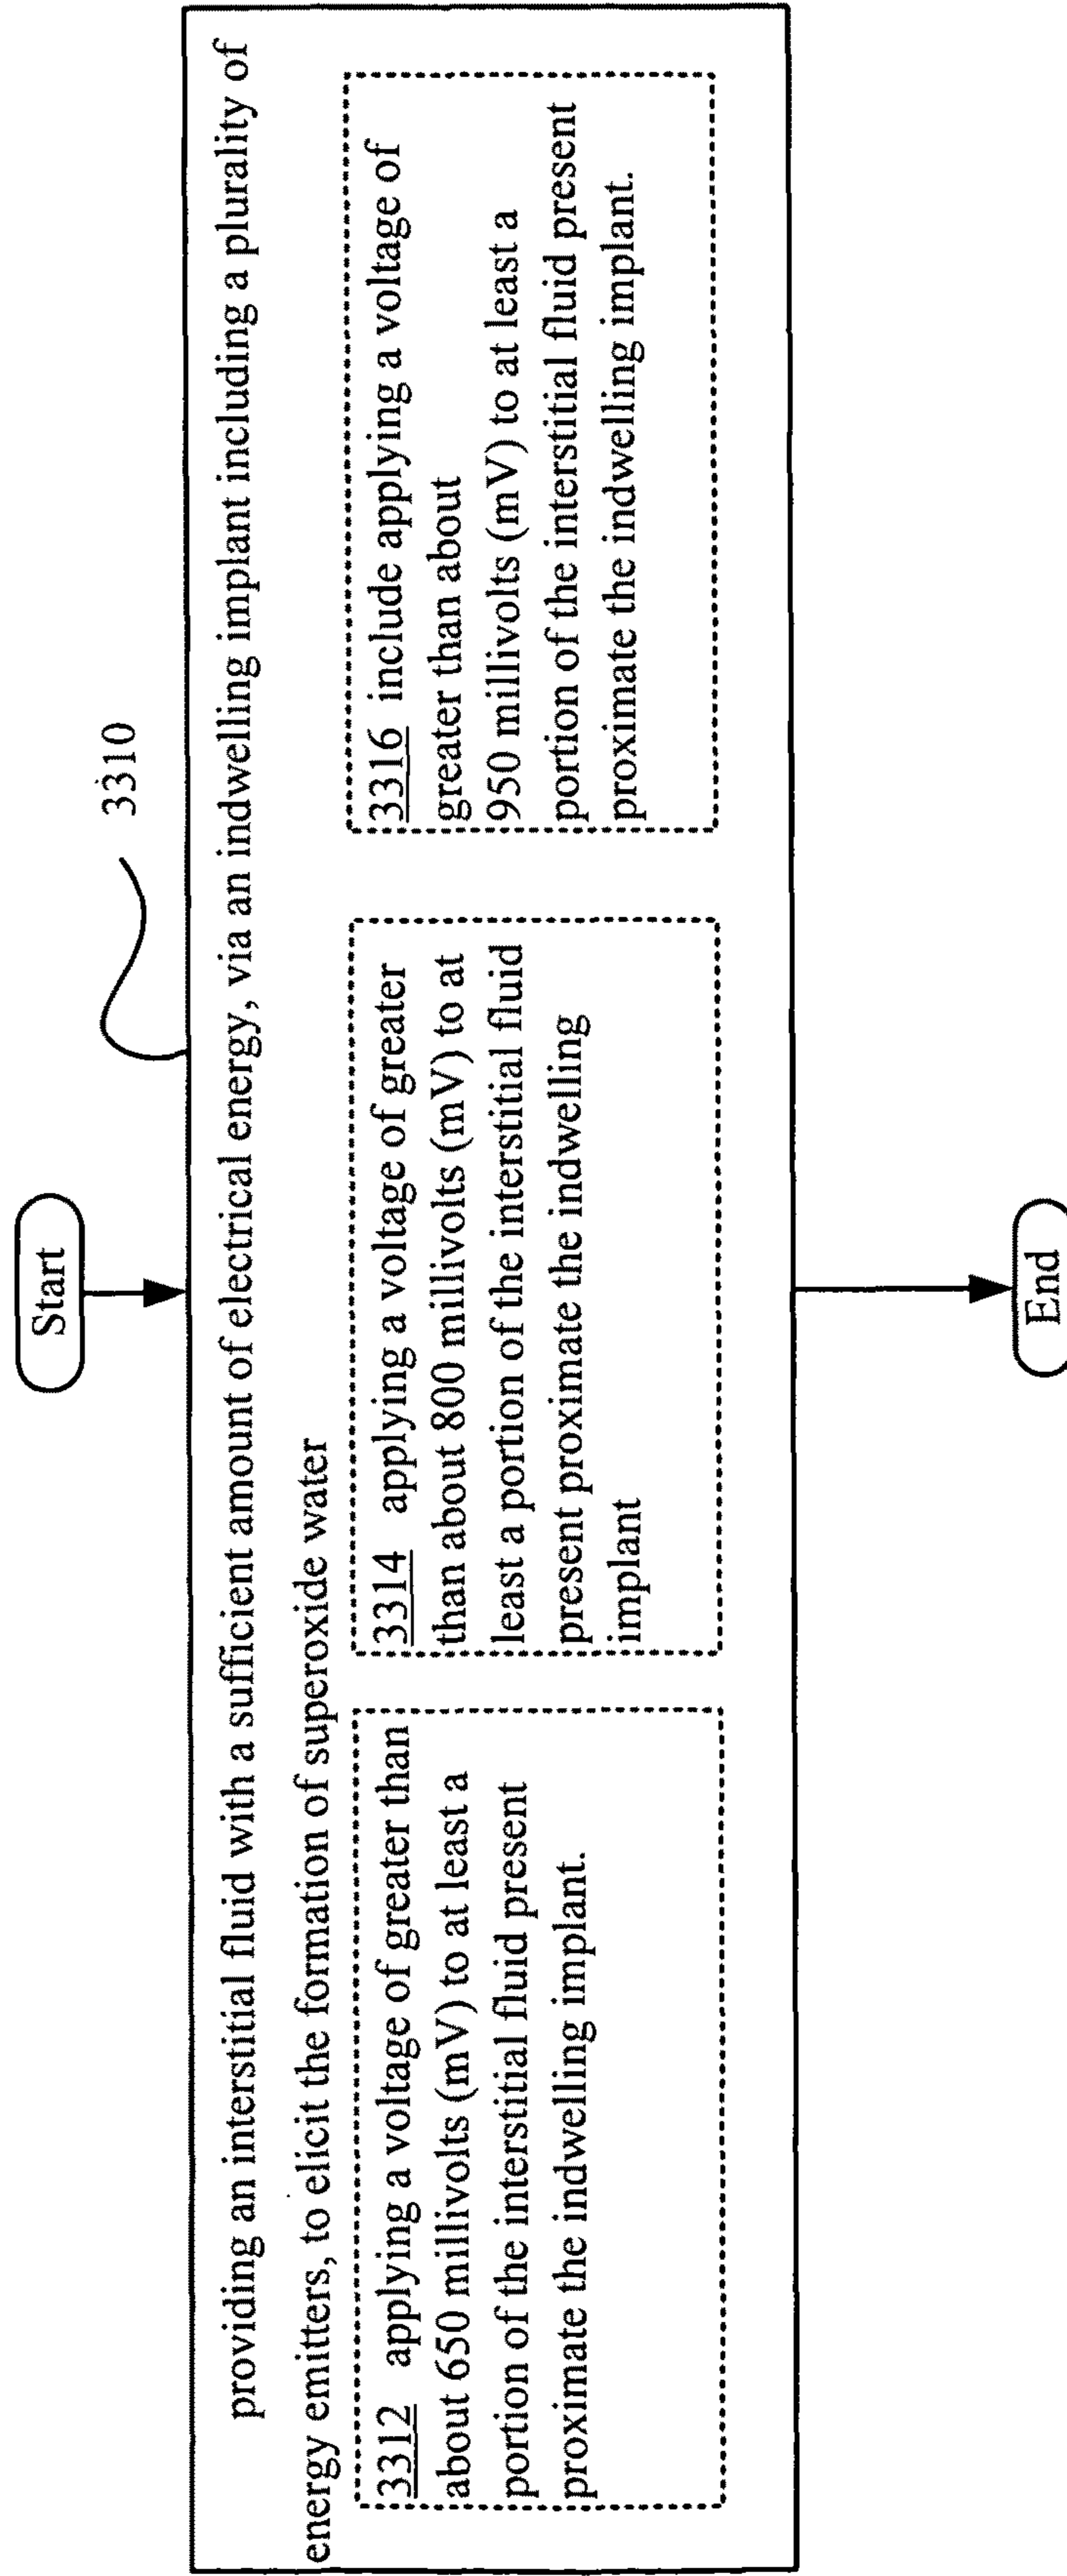 Start
3310
providing an interstitial fluid with a sufficient amount of electrical energy, via an indwelling implant including a plurality of
energy emitters, to elicit the formation of superoxide water
3312 applying a voltage of greater than
about 650 millivolts (mV) to at least a
portion of the interstitial fluid present
proximate the indwelling implant.
3314 applying a voltage of greater
than about 800 millivolts (mV) to at
least a portion of the interstitial fluid
present proximate the indwelling
implant
3316 include applying a voltage of
greater than about
950 millivolts (mV) to at least a
portion of the interstitial fluid present
proximate the indwelling implant.
End